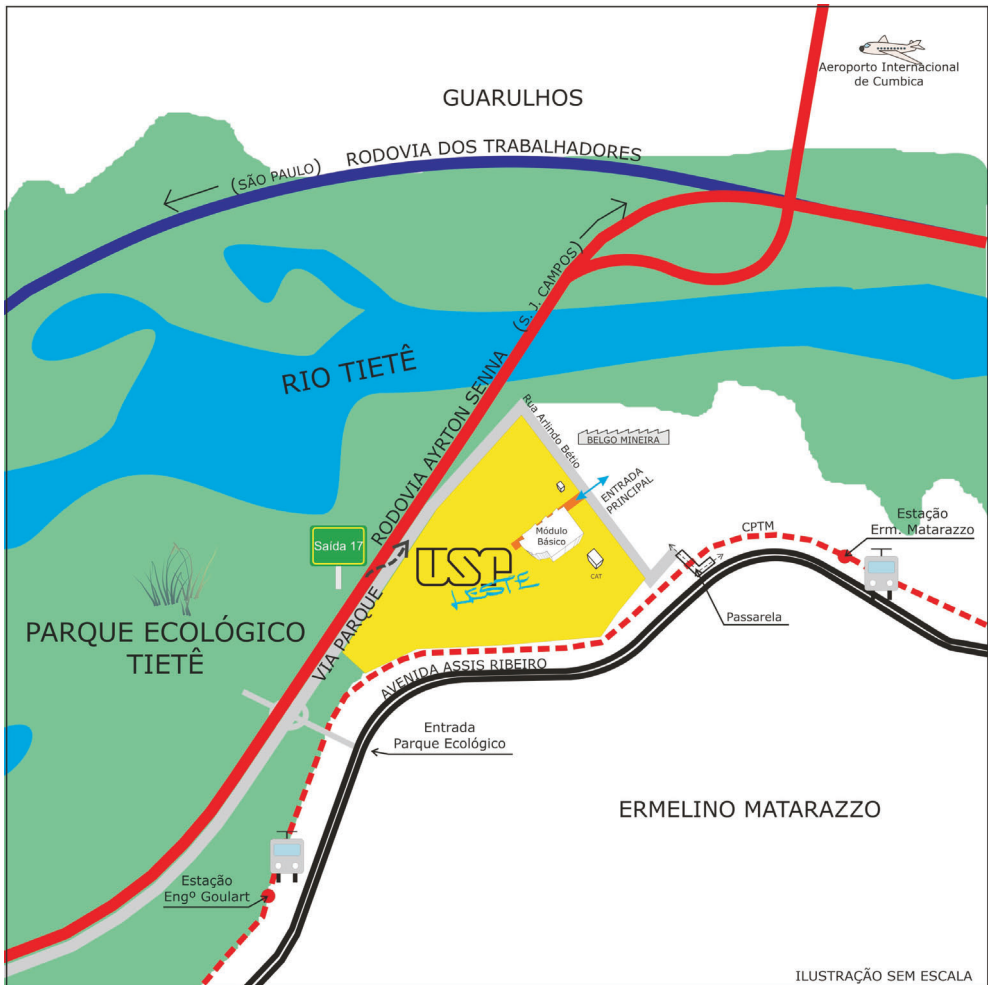 Aeroporto Internacional
de Cumbica
GUARULHOS
RODOVIA DOS TRABALHADORES
(SÃO PAULO)
(S. J. CAMPOS)
RIO TIETÊ
RODOVIA AYRTON SENNA
Rua Arlindo Bétio
BELGO MINEIRA
ENTRADA
PRINCIPAL
Estação
Erm. Matarazzo
CPTM
Saída 17
Módulo
Básico
USP
LESTE
CAT
Passarela
PARQUE ECOLÓGICO
TIETÊ
VIA PARQUE
AVENIDA ASSIS RIBEIRO
Entrada
Parque Ecológico
ERMELINO MATARAZZO
Estação
Engº Goulart
ILUSTRAÇÃO SEM ESCALA